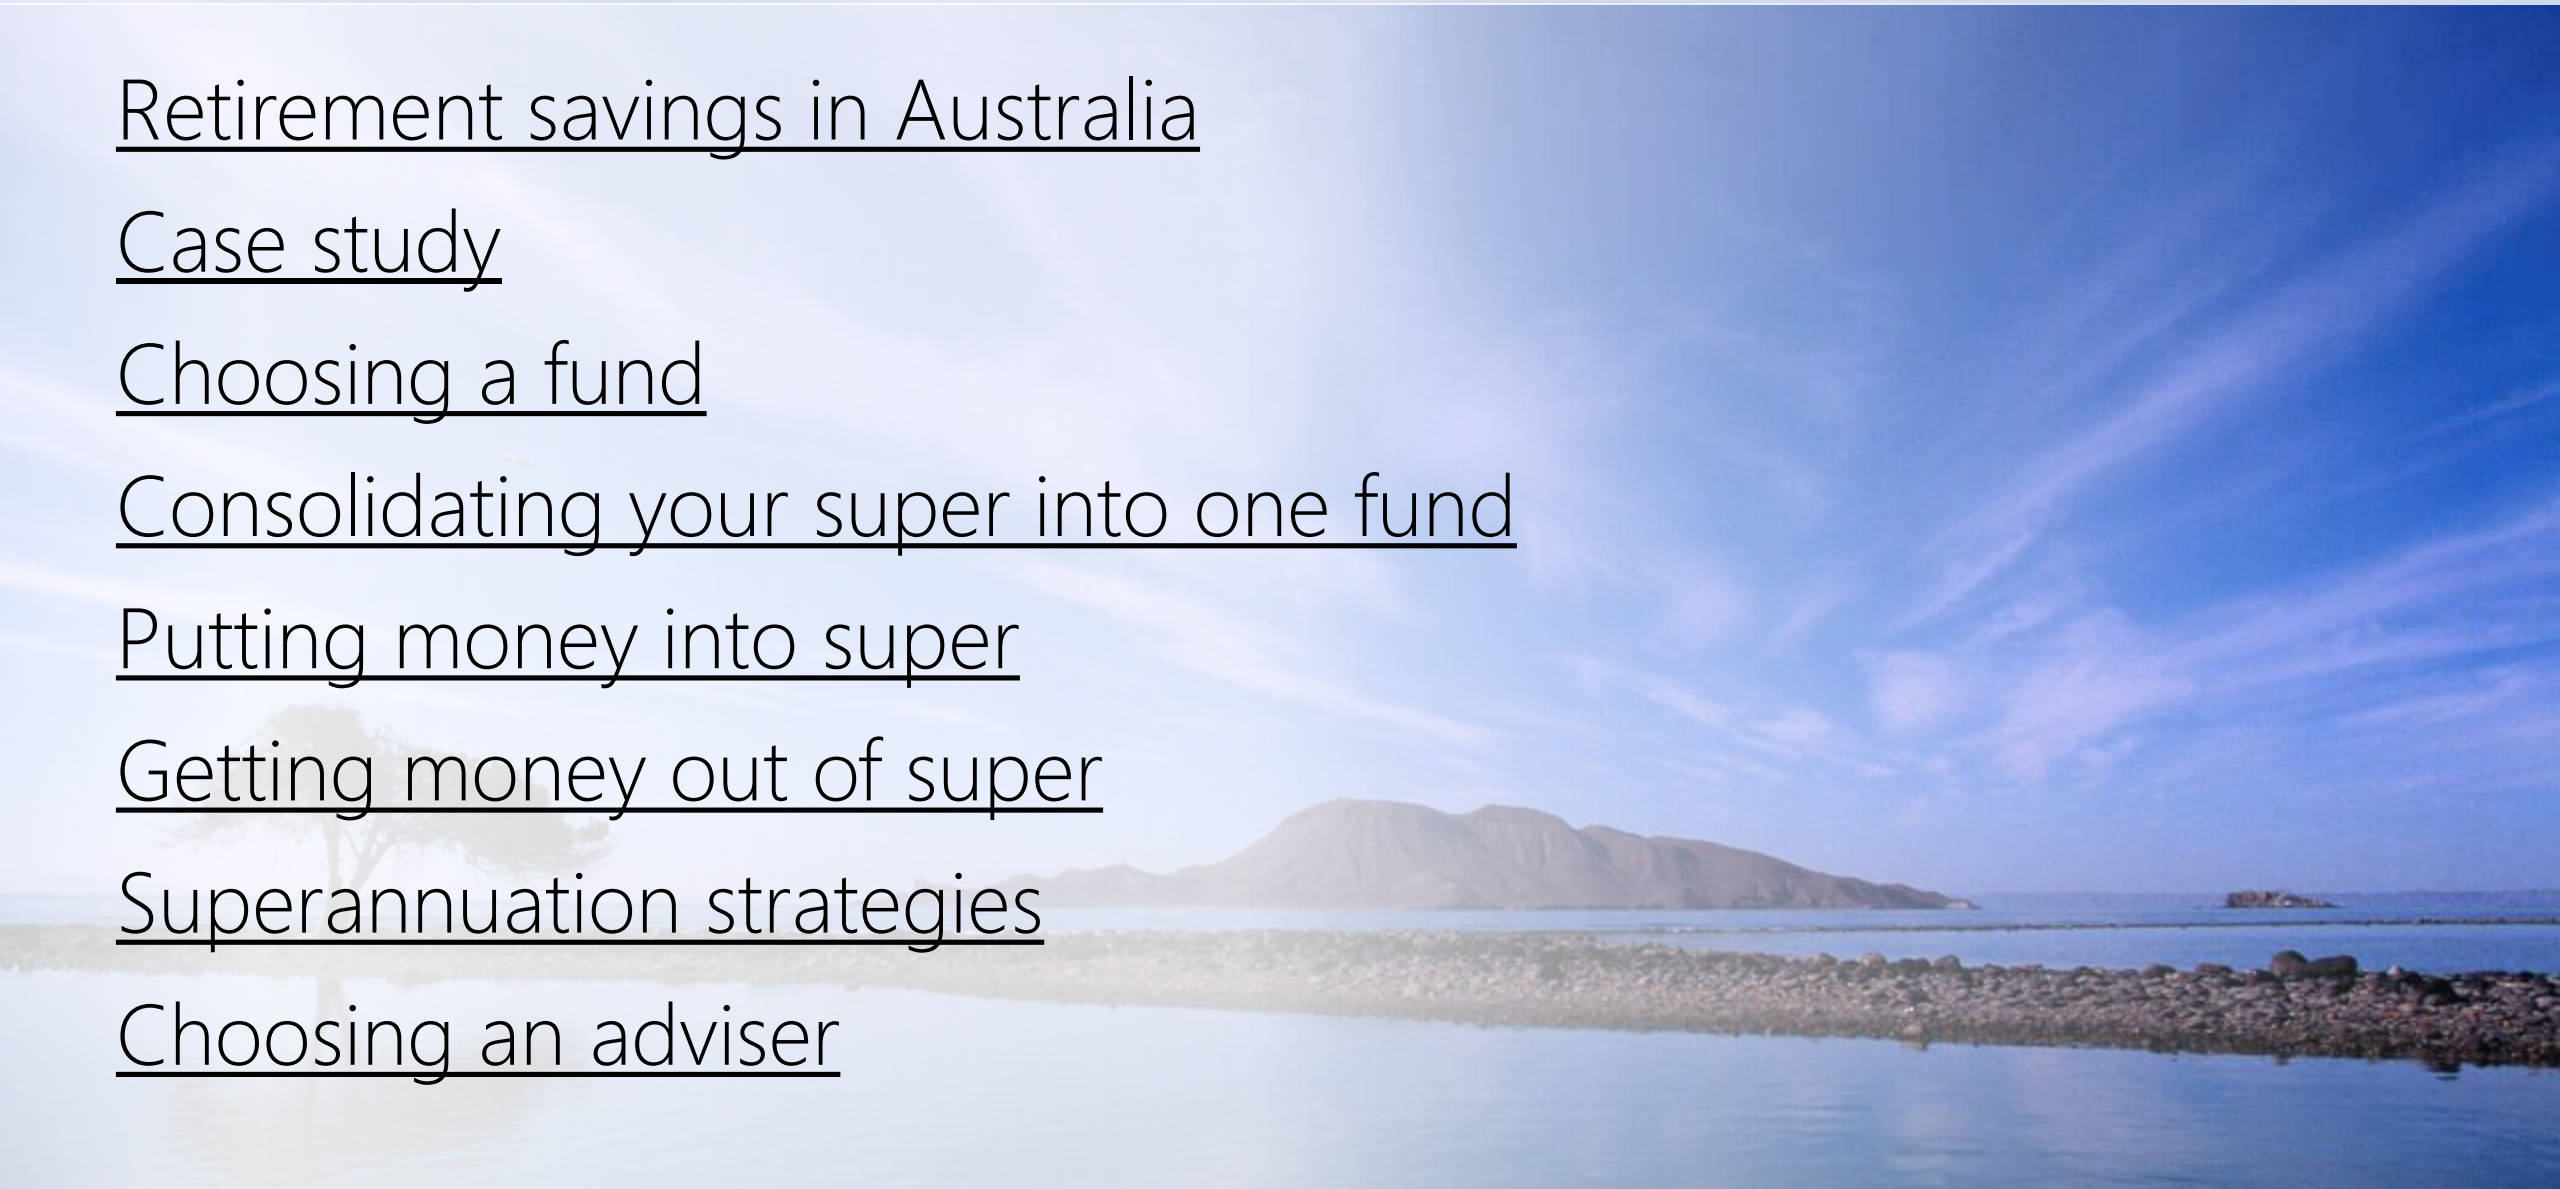 Retirement savings in Australia
Case study
Choosing a fund
Consolidating your super into one fund
Putting money into super
Getting money out of super
Superannuation strategies
Choosing an adviser